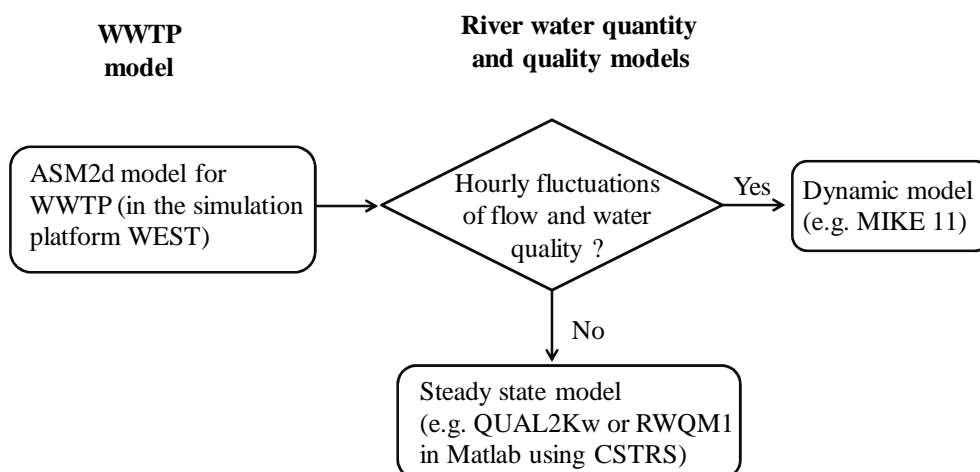 WWTP
model
River water quantity
and quality models
ASM2d model for
WWTP (in the simulation
platform WEST)
Hourly fluctuations
of flow and water
quality ?
Yes
Dynamic model
(e.g. MIKE 11)
No
Steady state model
(e.g. QUAL2Kw or RWQM1
in Matlab using CSTRS)